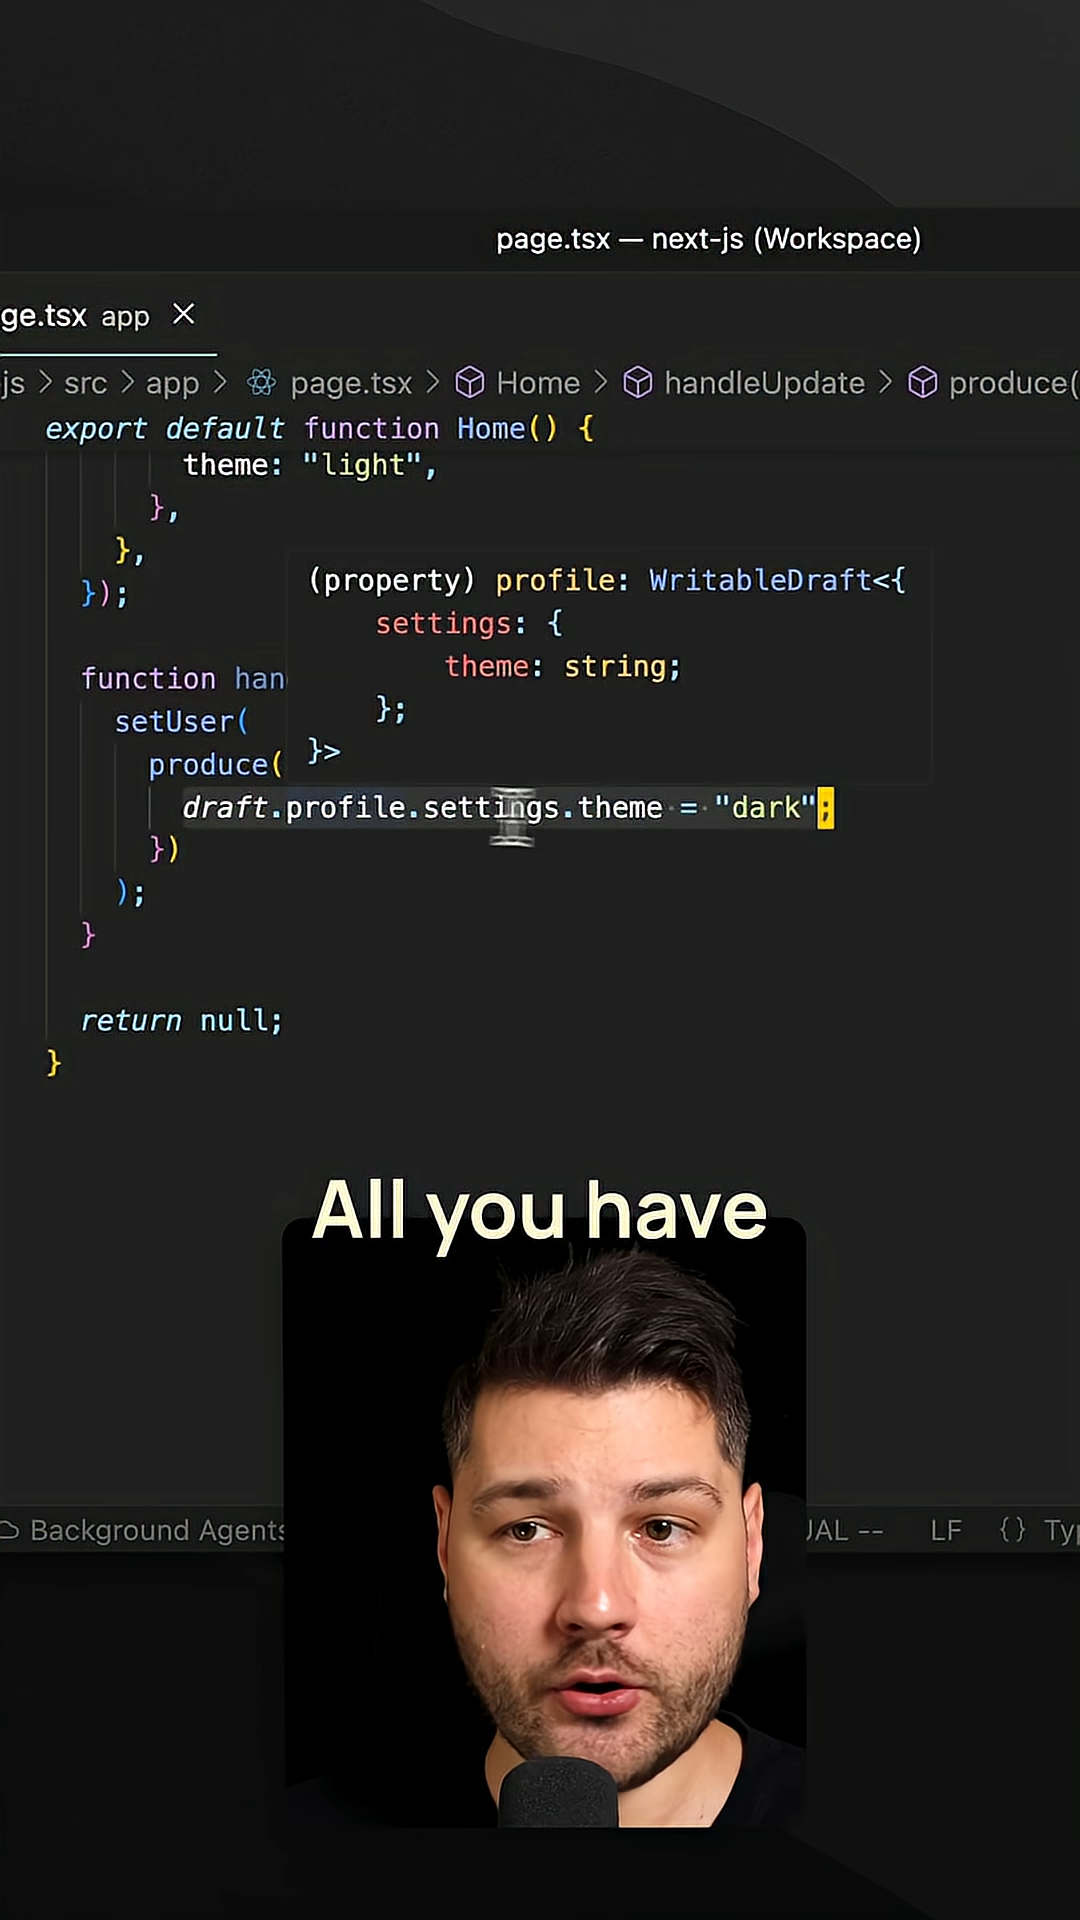 page.tsx — next-js (Workspace)
ge.tsx app
js > src > app > page.tsx > Home > handleUpdate > produce(
export default function Home() {
theme: "light",
},
},
});
(property) profile: WritableDraft<{
settings: {
theme: string;
};
}>
function han
setUser(
produce(
draft.profile.settings.theme = "dark";
})
);
}
return null;
}
All you have
Background Agents
UAL -- LF {} Typ